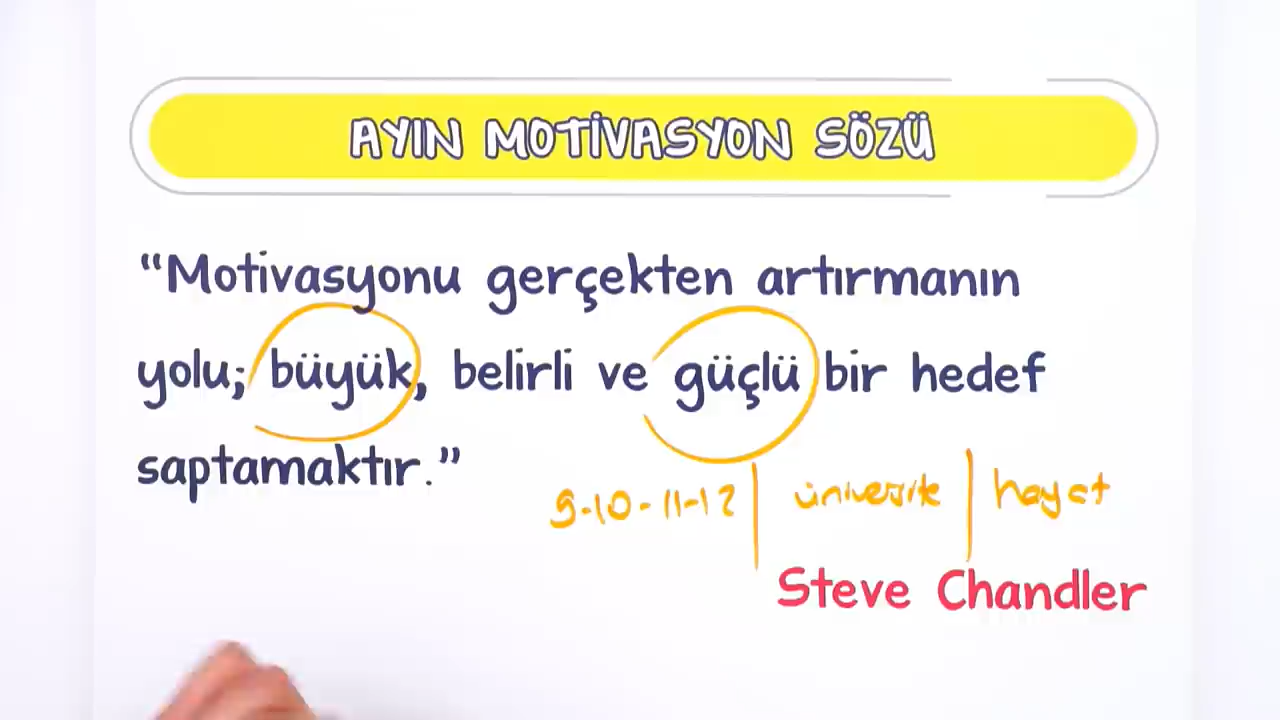 AYIN MOTİVASYON SÖZÜ
“Motivasyonu gerçekten artırmanın
yolu; büyük, belirli ve güçlü bir hedef
saptamaktır.”
9-10-11-12 | üniversite | hayat
Steve Chandler